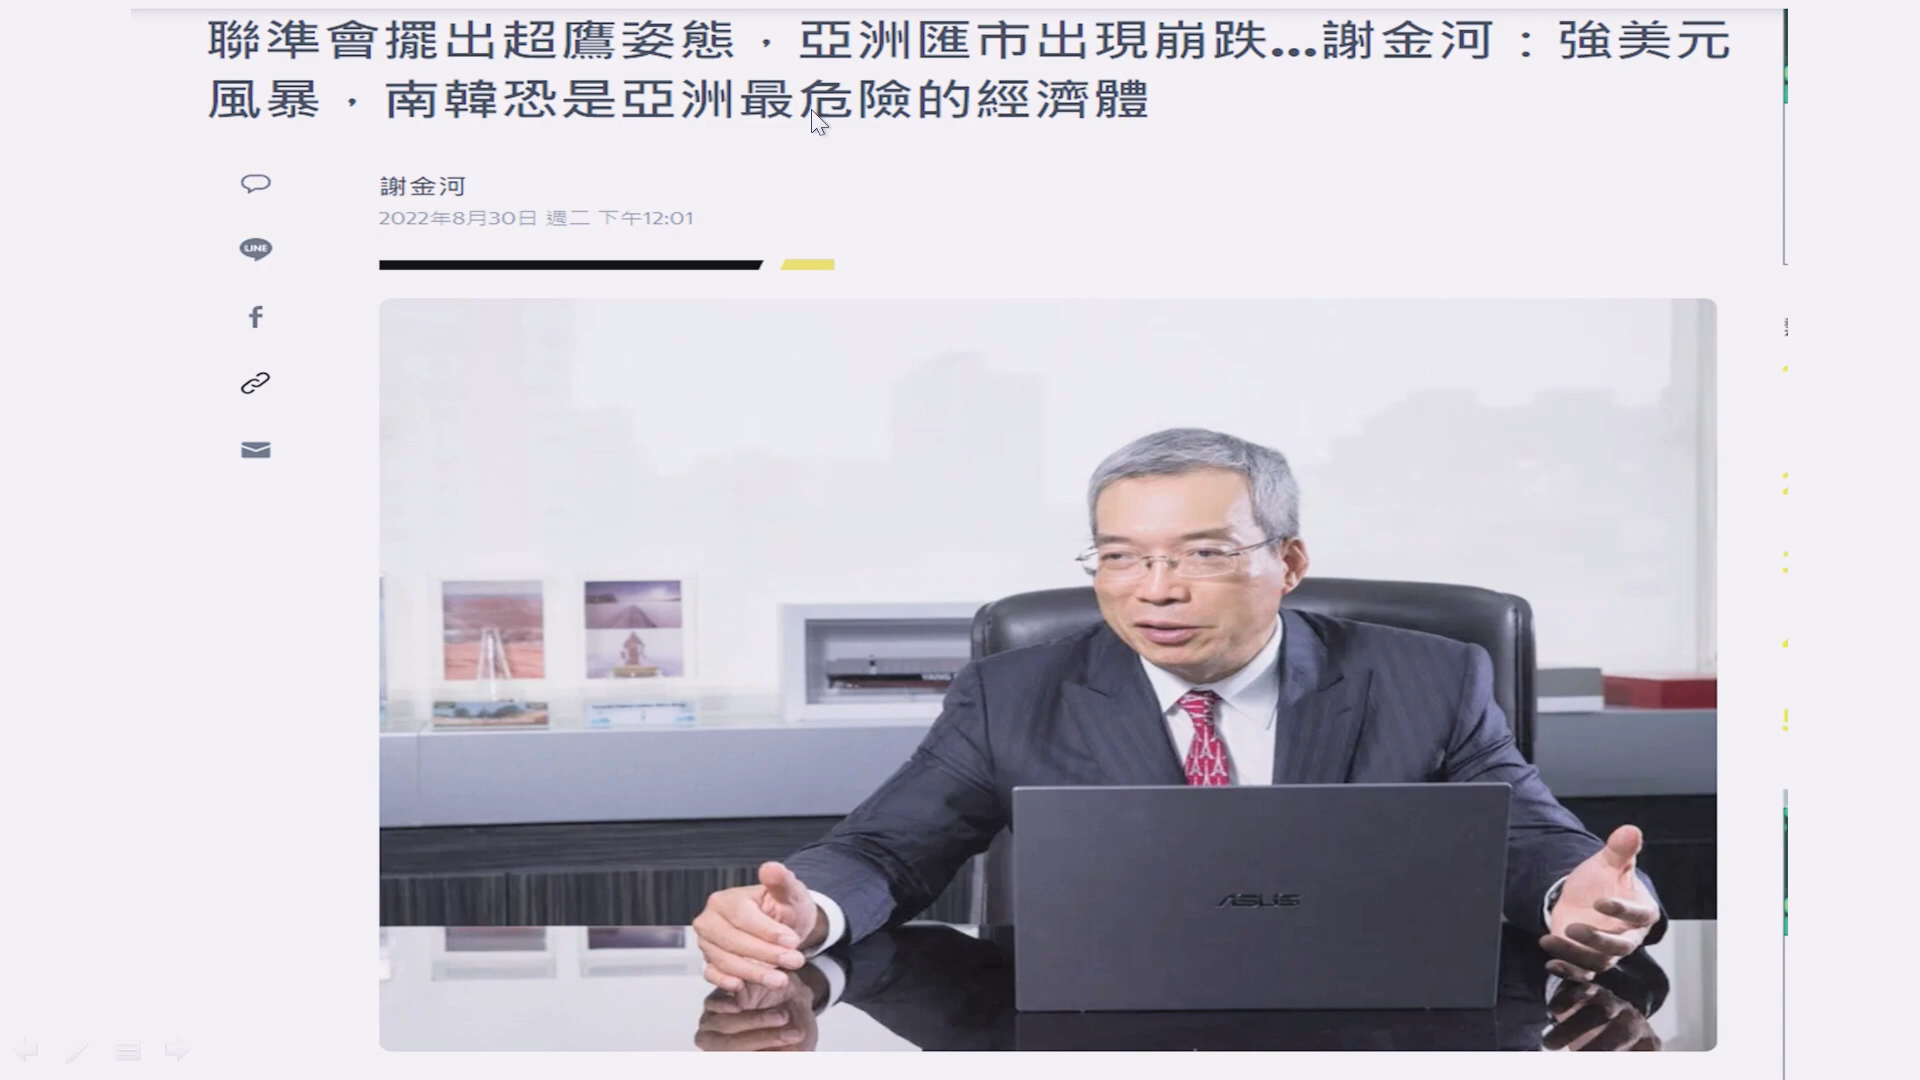 聯準會擺出超鷹姿態,亞洲匯市出現崩跌...謝金河:強美元
風暴,南韓恐是亞洲最危險的經濟體
謝金河
2022年8月30日 週二 下午12:01
LINE
ASUS